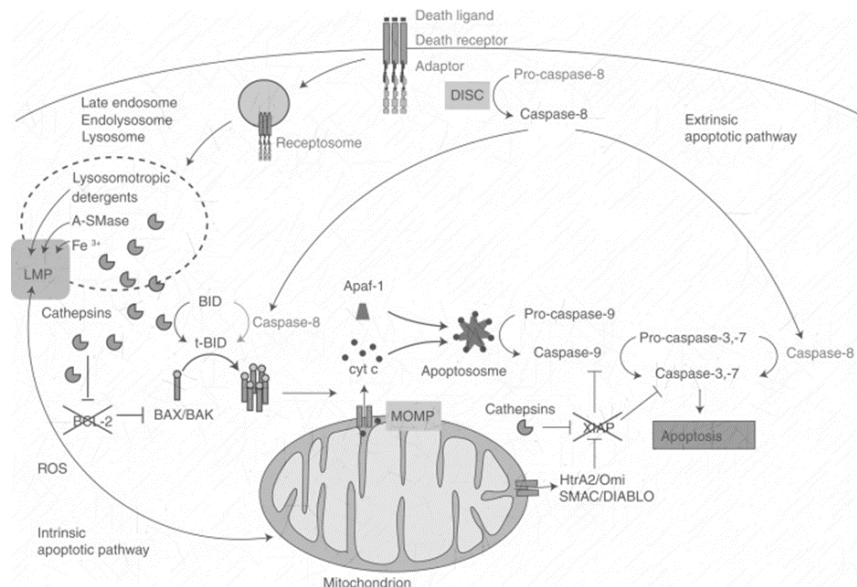 Death ligand
Death receptor
Adaptor
DISC
Pro-caspase-8
Caspase-8
Extrinsic
apoptotic pathway
Late endosome
Endolysosome
Lysosome
Receptosome
Lysosomotropic
detergents
A-SMase
Fe 3+
LMP
Cathepsins
BID
Caspase-8
t-BID
BCL-2
BAX/BAK
Apaf-1
cyt c
Apoptososme
Pro-caspase-9
Caspase-9
Pro-caspase-3,-7
Caspase-8
Caspase-3,-7
Cathepsins
XIAP
Apoptosis
MOMP
HtrA2/Omi
SMAC/DIABLO
ROS
Intrinsic
apoptotic pathway
Mitochondrion